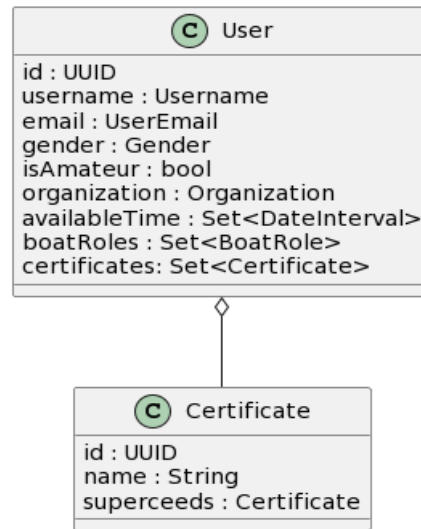 C User
id : UUID
username : Username
email : UserEmail
gender : Gender
isAmateur : bool
organization : Organization
availableTime : Set<DateInterval>
boatRoles : Set<BoatRole>
certificates: Set<Certificate>
C Certificate
id : UUID
name : String
superceeds : Certificate